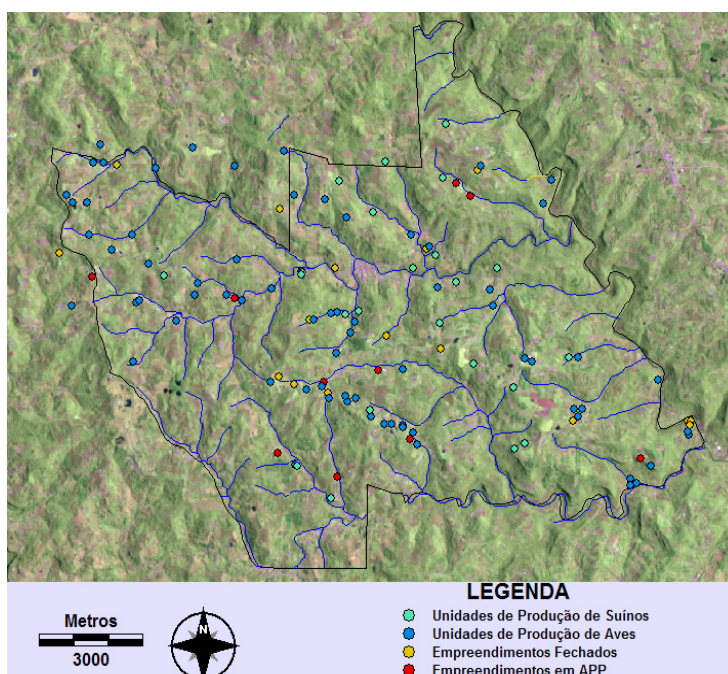 LEGENDA
Metros
3000
N
Unidades de Produção de Suínos
Unidades de Produção de Aves
Empreendimentos Fechados
Empreendimentos em APP